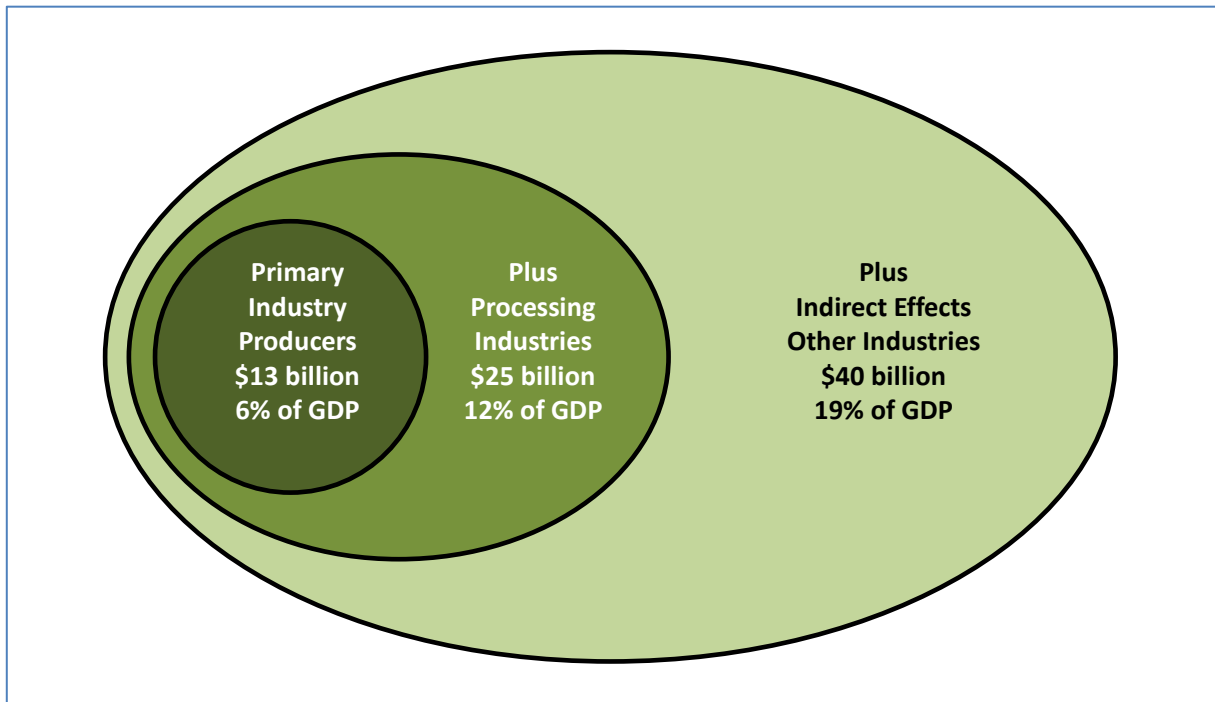 Primary
Industry
Producers
$13 billion
6% of GDP
Plus
Processing
Industries
$25 billion
12% of GDP
Plus
Indirect Effects
Other Industries
$40 billion
19% of GDP